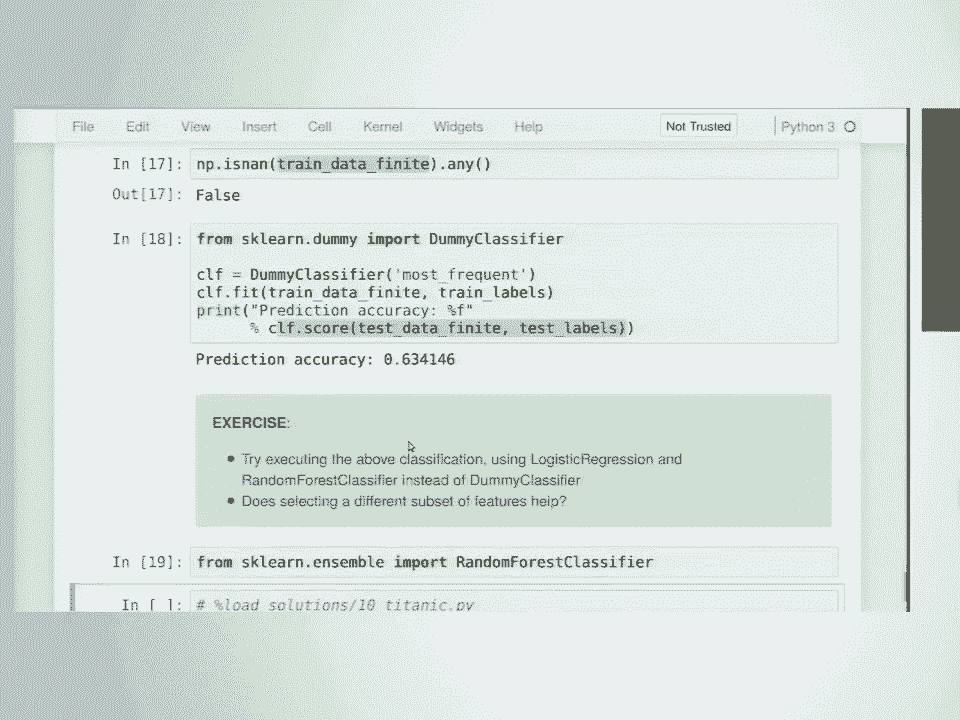 File Edit View Insert Cell Kernel Widgets Help Not Trusted Python 3
In [17]: np.isnan(train_data_finite).any()
Out[17]: False
In [18]: from sklearn.dummy import DummyClassifier
clf = DummyClassifier('most_frequent')
clf.fit(train_data_finite, train_labels)
print("Prediction accuracy: %f"
% clf.score(test_data_finite, test_labels))
Prediction accuracy: 0.634146
EXERCISE:
• Try executing the above classification, using LogisticRegression and
RandomForestClassifier instead of DummyClassifier
• Does selecting a different subset of features help?
In [19]: from sklearn.ensemble import RandomForestClassifier
In [ ]: # %load solutions/10_titanic.py